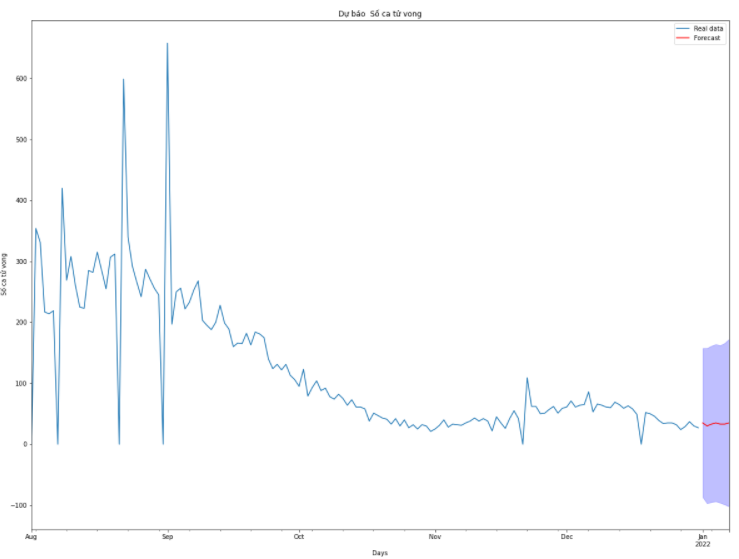 Dự báo  Số ca tử vong
Real data
Forecast
600
500
400
300
200
100
0
−100
Số ca tử vong
Aug
Sep
Oct
Nov
Dec
Jan
2022
Days